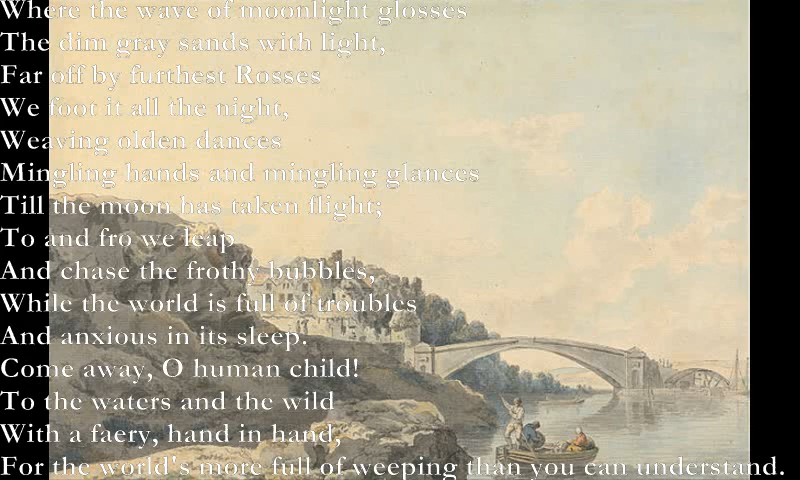 Where the wave of moonlight glosses
The dim gray sands with light,
Far off by furthest Rosses
We foot it all the night,
Weaving olden dances
Mingling hands and mingling glances
Till the moon has taken flight;
To and fro we leap
And chase the frothy bubbles,
While the world is full of troubles
And anxious in its sleep.
Come away, O human child!
To the waters and the wild
With a faery, hand in hand,
For the world's more full of weeping than you can understand.